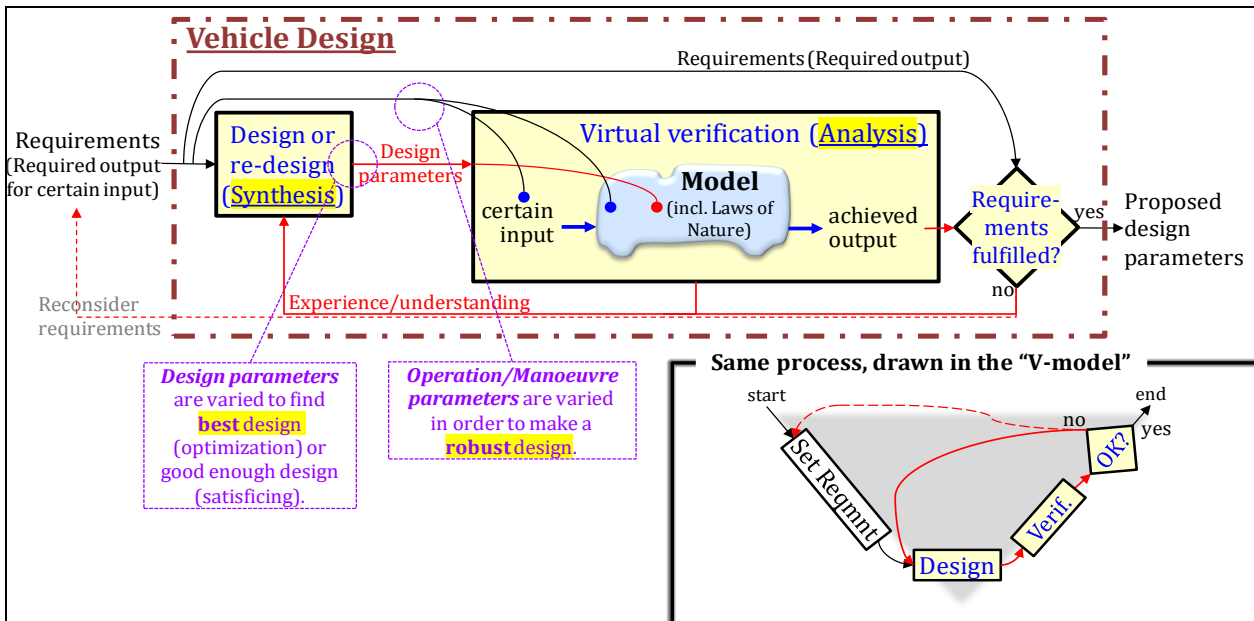 Vehicle Design
Requirements (Required output)
Requirements
(Required output
for certain input)
Design or
re-design
(Synthesis)
Design
parameters
Virtual verification (Analysis)
Model
(incl. Laws of
Nature)
certain
input
achieved
output
Require-
ments
fulfilled?
yes
no
Proposed
design
parameters
Experience/understanding
Reconsider
requirements
Design parameters
are varied to find
best design
(optimization) or
good enough design
(satisficing).
Operation/Manoeuvre
parameters are varied
in order to make a
robust design.
Same process, drawn in the “V-model”
start
Set Reqmnt
Design
Verif.
OK?
no
yes
end